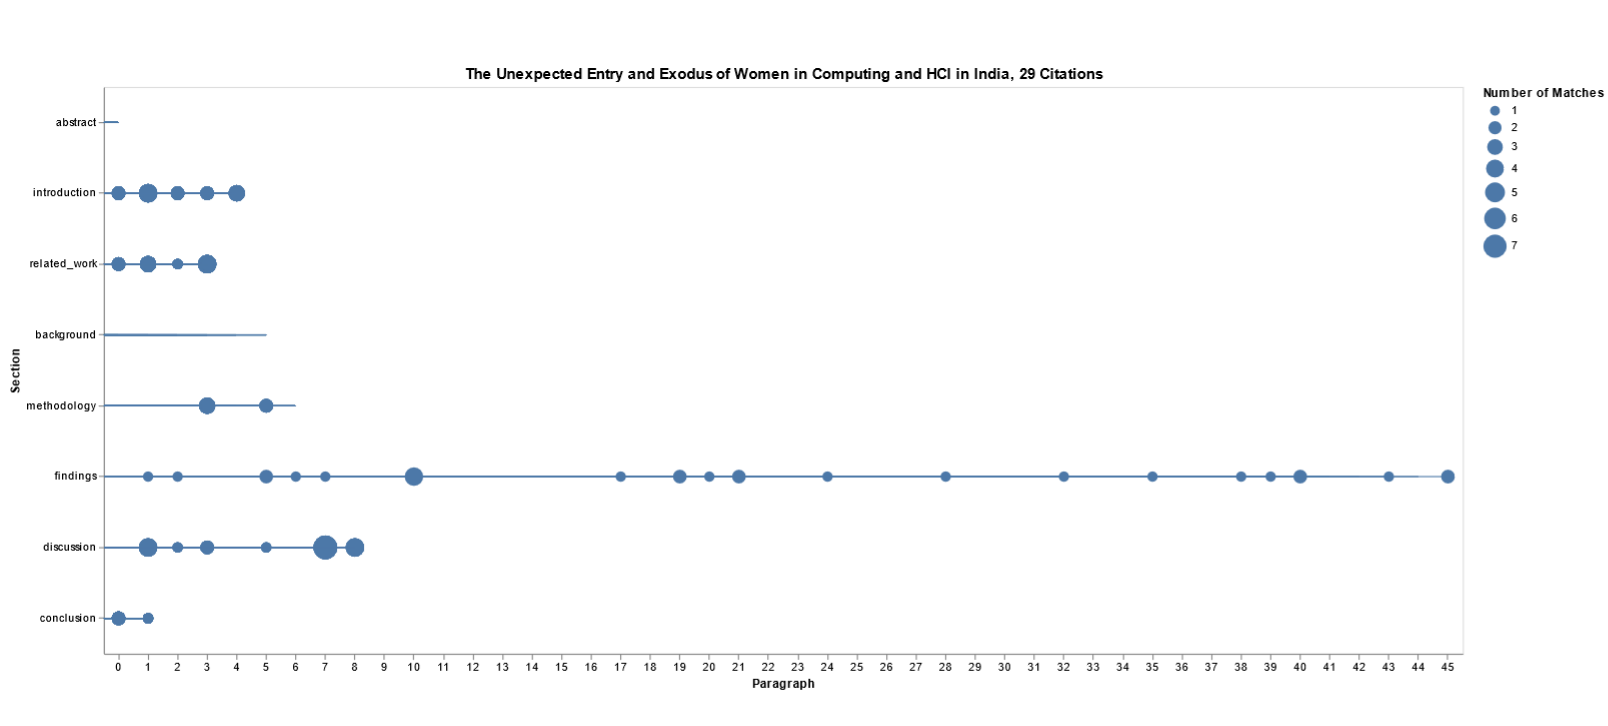 The Unexpected Entry and Exodus of Women in Computing and HCI in India, 29 Citations
Number of Matches
1
2
3
4
5
6
7
Section
abstract
introduction
related_work
background
methodology
findings
discussion
conclusion
0 1 2 3 4 5 6 7 8 9 10 11 12 13 14 15 16 17 18 19 20 21 22 23 24 25 26 27 28 29 30 31 32 33 34 35 36 37 38 39 40 41 42 43 44 45
Paragraph